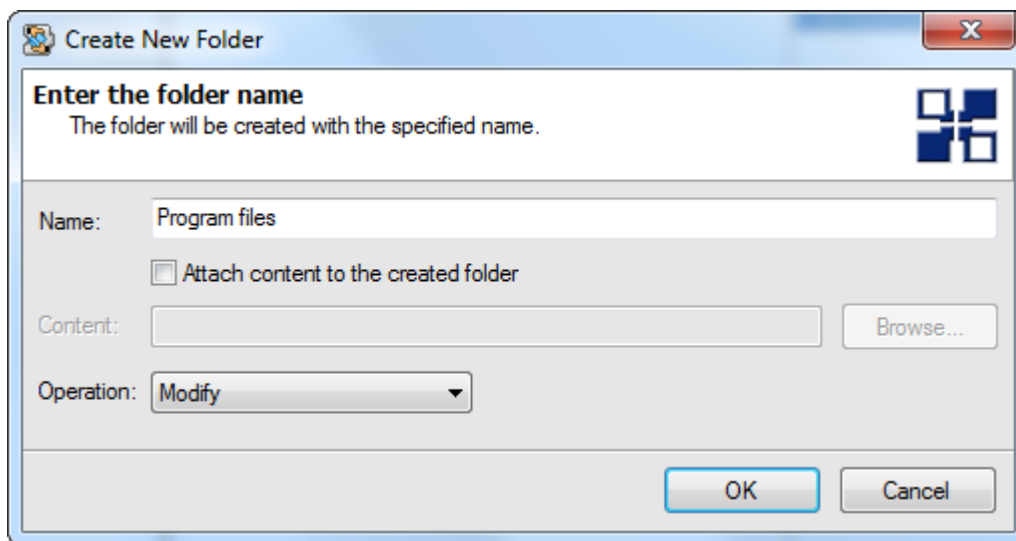 Create New Folder
Enter the folder name
The folder will be created with the specified name.
Name: Program files
Attach content to the created folder
Content: Browse...
Operation: Modify
OK Cancel